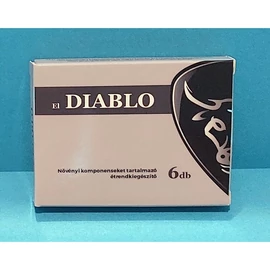 El DIABLO
Növényi komponenseket tartalmazó
étrendkiegészítő
6db